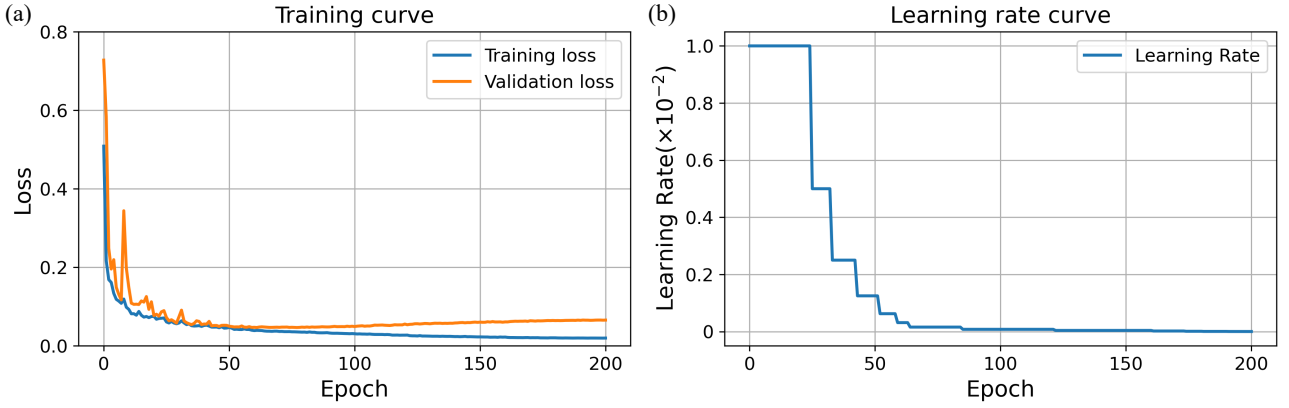 (a)
Training curve
0.8
0.6
0.4
0.2
0.0
Loss
Training loss
Validation loss
0 50 100 150 200
Epoch
(b)
Learning rate curve
1.0
0.8
0.6
0.4
0.2
0
Learning Rate(×10⁻²)
Learning Rate
0 50 100 150 200
Epoch